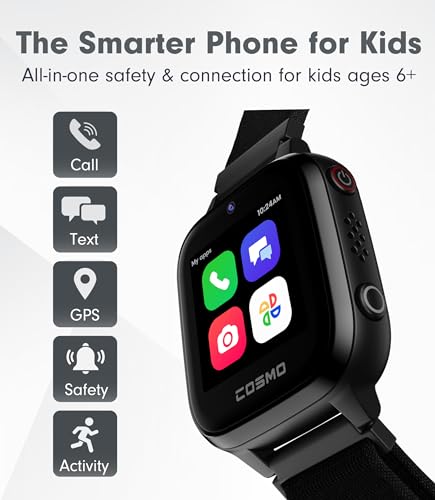 The Smarter Phone for Kids
All-in-one safety & connection for kids ages 6+
Call
Text
GPS
Safety
Activity
My apps
10:24AM
COSMO